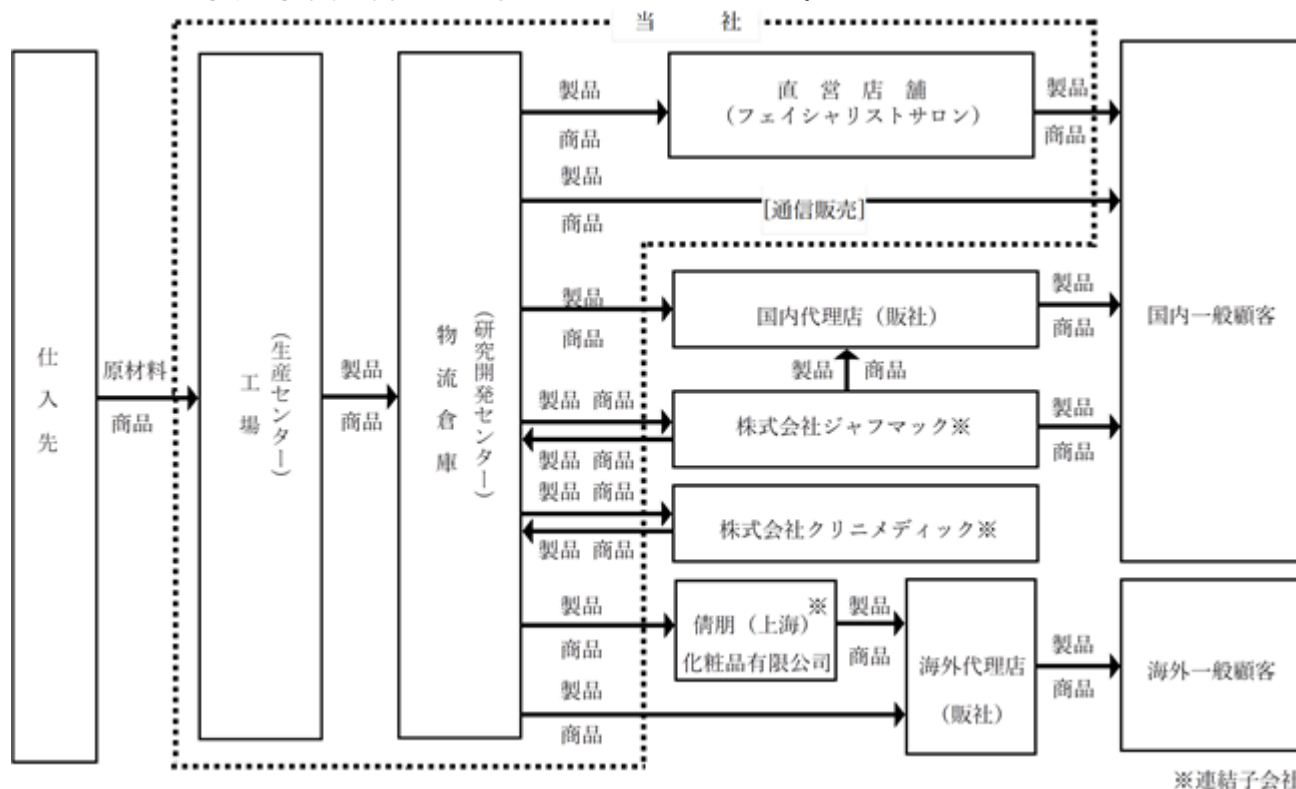 当 社
仕入先
原材料
商品
工場
(生産センター)
製品
商品
物流倉庫
(研究開発センター)
製品
商品
直営店舗
(フェイシャリストサロン)
製品
商品
製品
[通信販売]
商品
製品
商品
国内代理店(販社)
製品
商品
国内一般顧客
製品 商品
製品 商品
株式会社ジャフマック※
製品
商品
製品 商品
製品 商品
株式会社クリニメディック※
製品 商品
製品
商品
倩朋(上海)※
化粧品有限公司
製品
商品
製品
商品
海外代理店
(販社)
製品
商品
海外一般顧客
※連結子会社